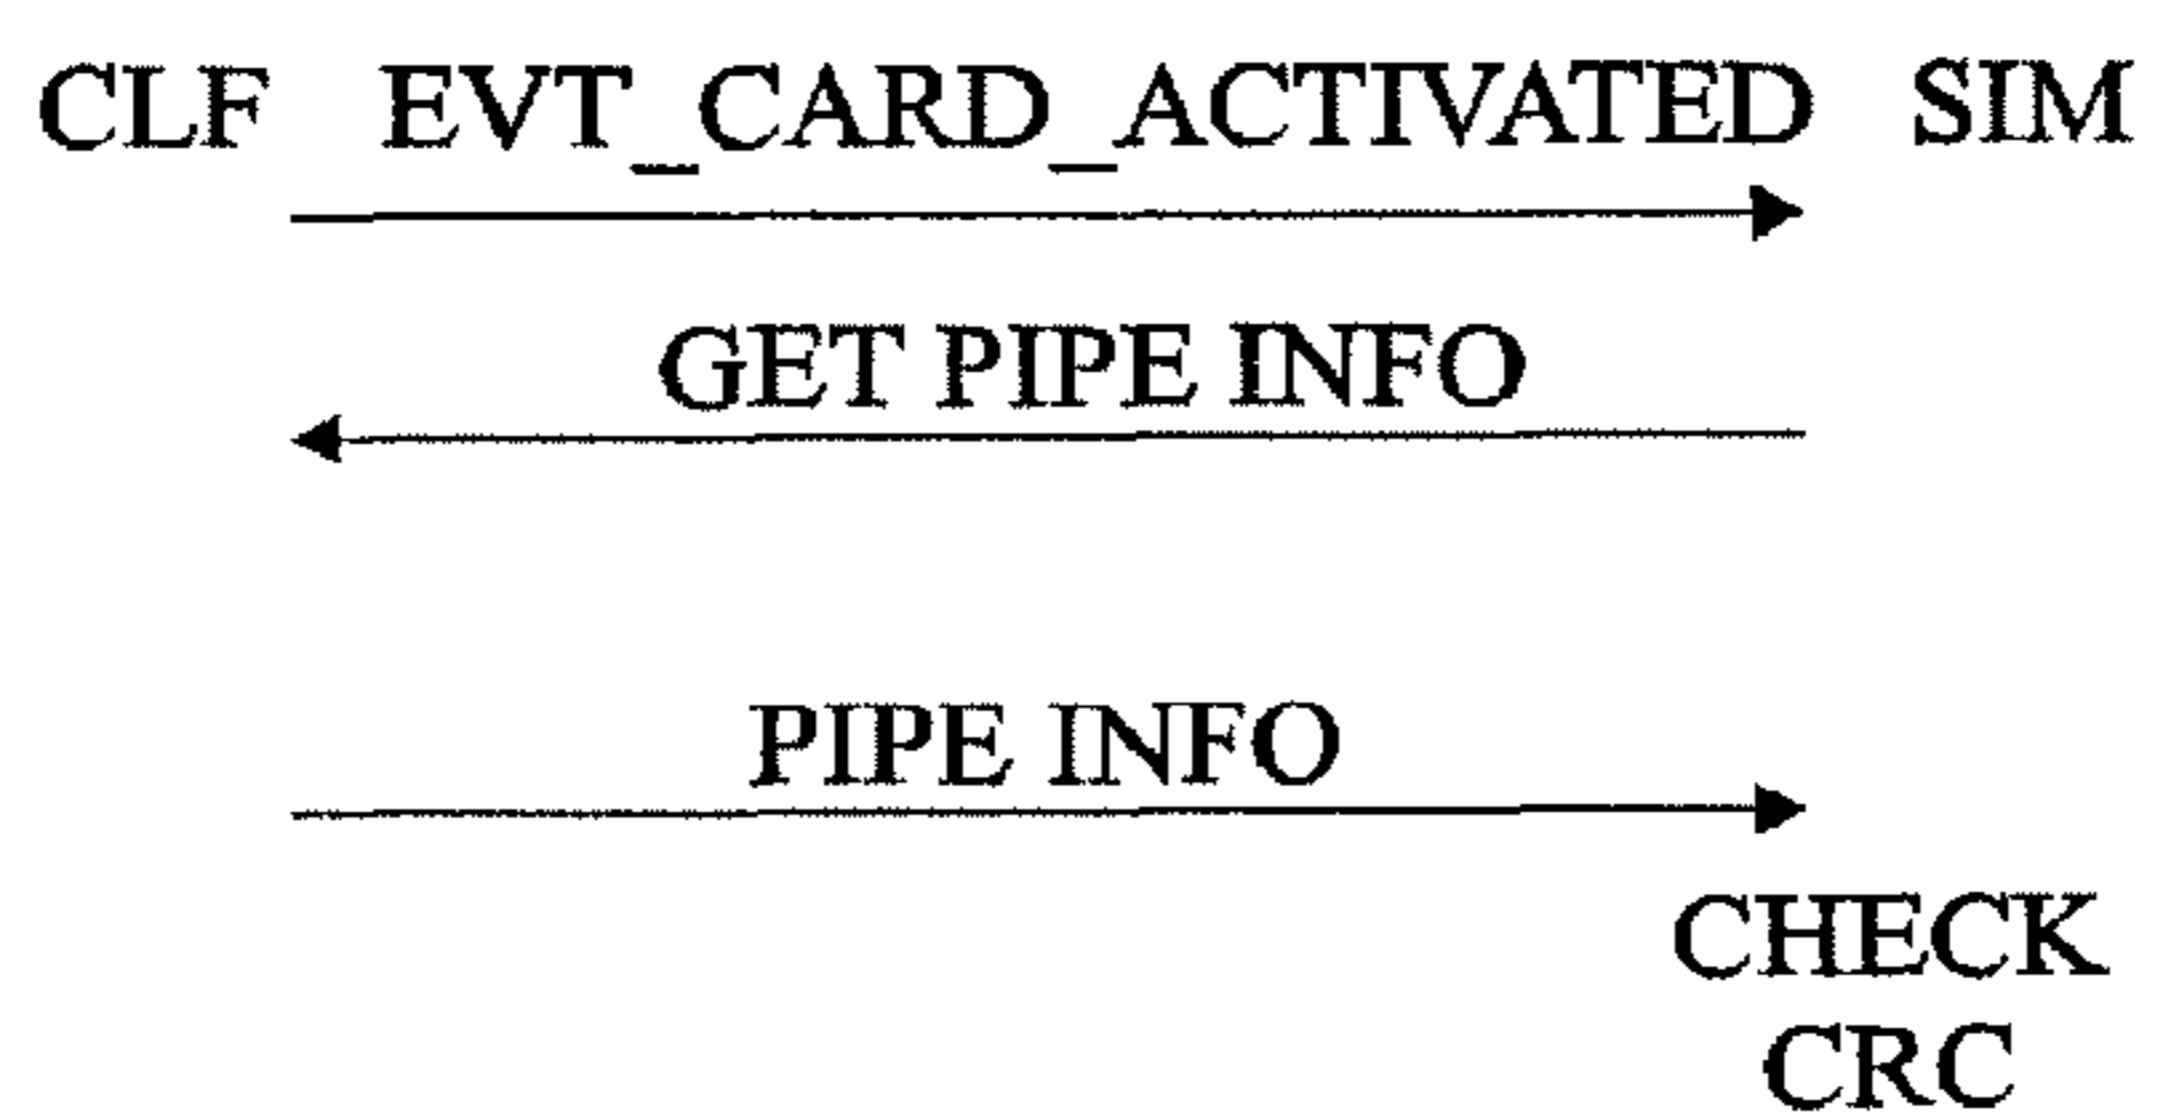 CLF EVT_CARD_ACTIVATED SIM
GET PIPE INFO
PIPE INFO
CHECK
CRC